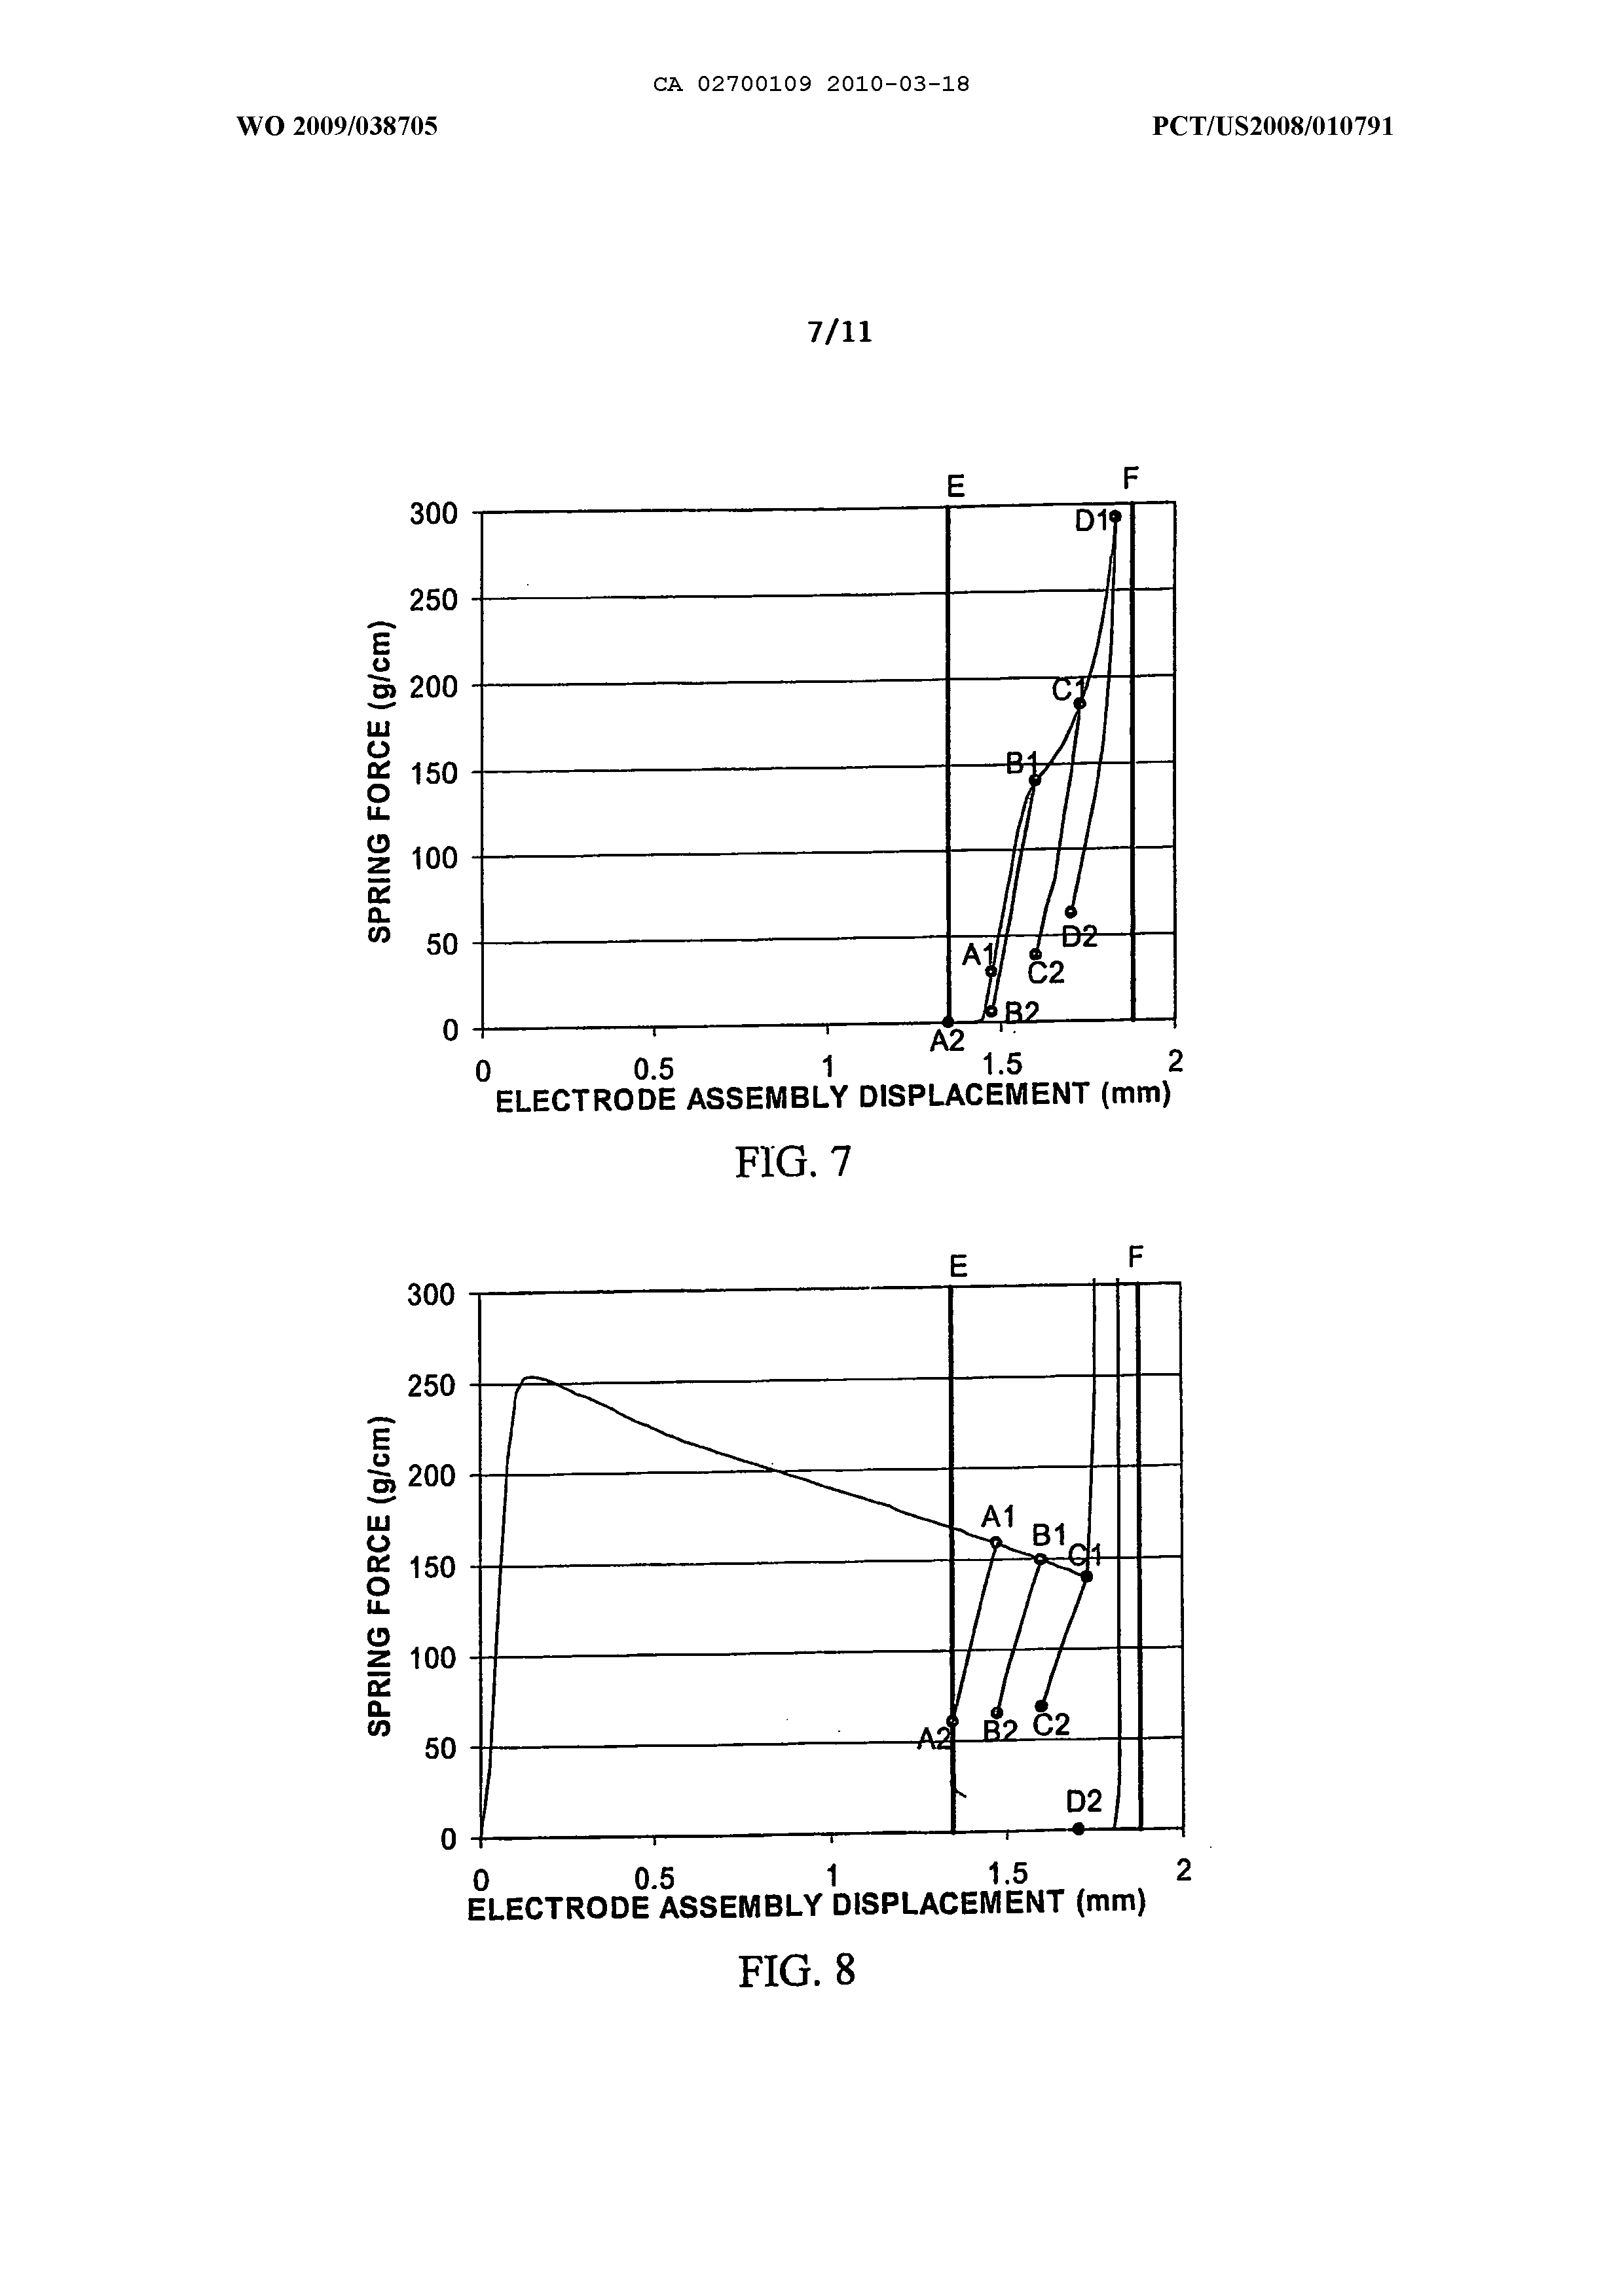 CA 02700109 2010-03-18
WO 2009/038705 PCT/US2008/010791
7/11
E F
300
D1
250
SPRING FORCE (g/cm)
200
C1
150
B1
100
50
A1
D2
C2
B2
0
A2
0 0.5 1 1.5 2
ELECTRODE ASSEMBLY DISPLACEMENT (mm)
FIG. 7
E F
300
250
SPRING FORCE (g/cm)
200
A1
B1
C1
150
100
A2 B2 C2
50
D2
0
0 0.5 1 1.5 2
ELECTRODE ASSEMBLY DISPLACEMENT (mm)
FIG. 8